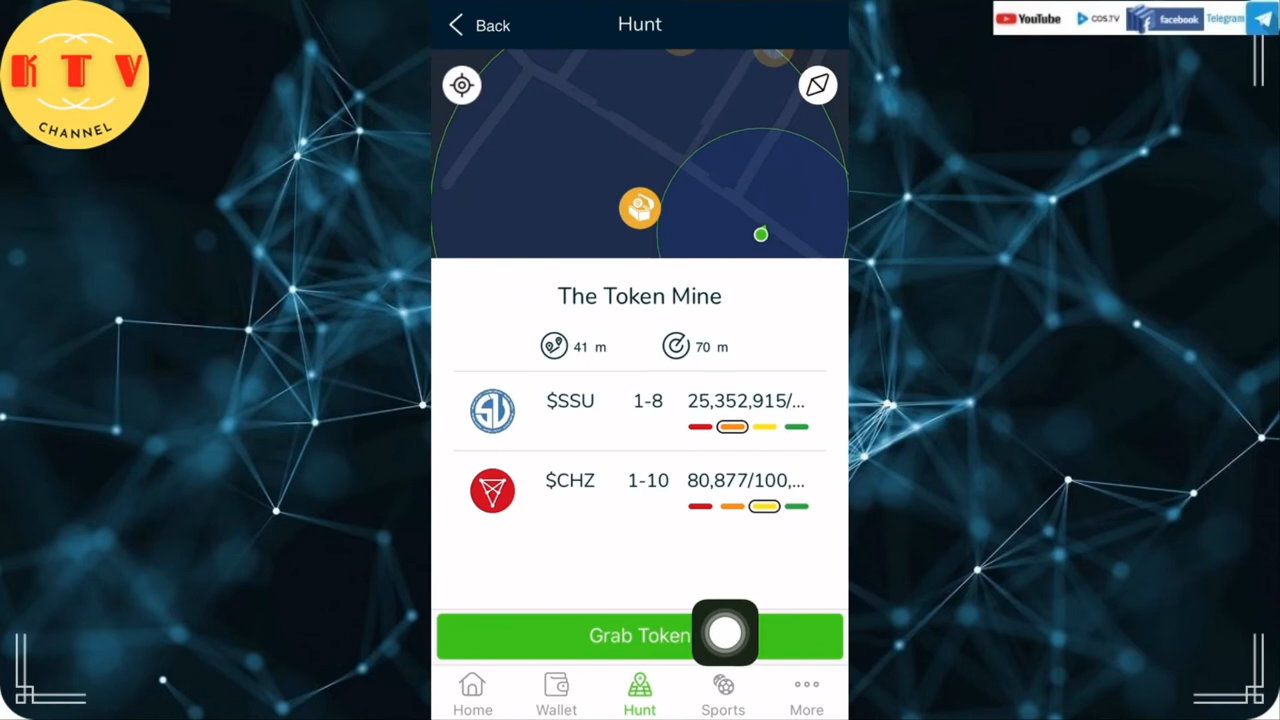 K T V
CHANNEL
YouTube
COS.TV
facebook
Telegram
Back
Hunt
The Token Mine
41 m
70 m
$SSU 1-8 25,352,915/...
$CHZ 1-10 80,877/100,...
Grab Token
Home
Wallet
Hunt
Sports
More